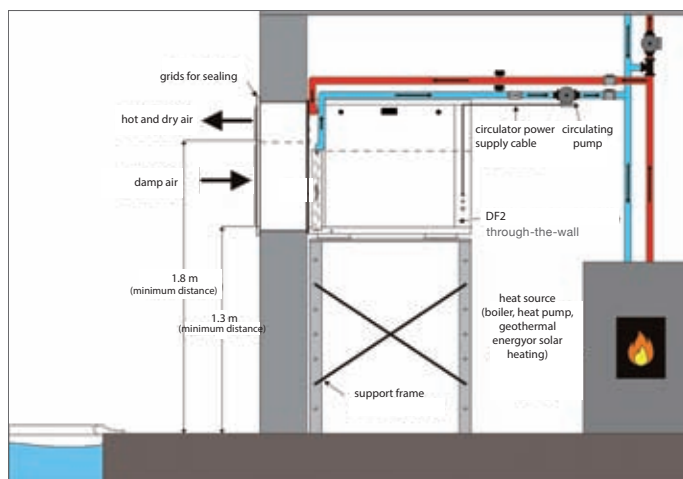 grids for sealing
hot and dry air
damp air
circulator power
supply cable
circulating
pump
DF2
through-the-wall
1.8 m
(minimum distance)
1.3 m
(minimum distance)
heat source
(boiler, heat pump,
geothermal
energyor solar
heating)
support frame